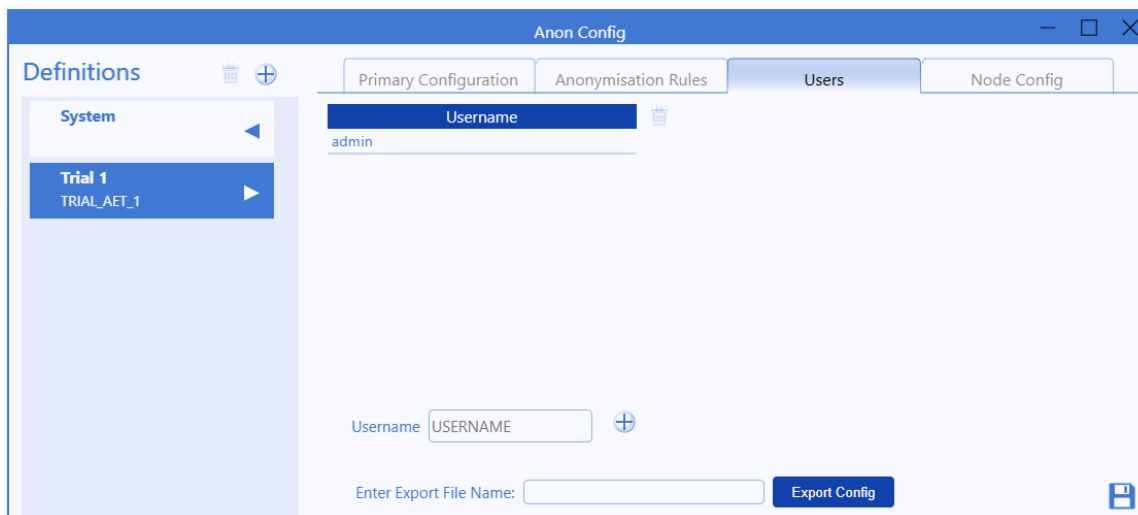 Anon Config
Definitions
System
Trial 1
TRIAL_AET_1
Primary Configuration
Anonymisation Rules
Users
Node Config
Username
admin
Username USERNAME
Enter Export File Name: Export Config